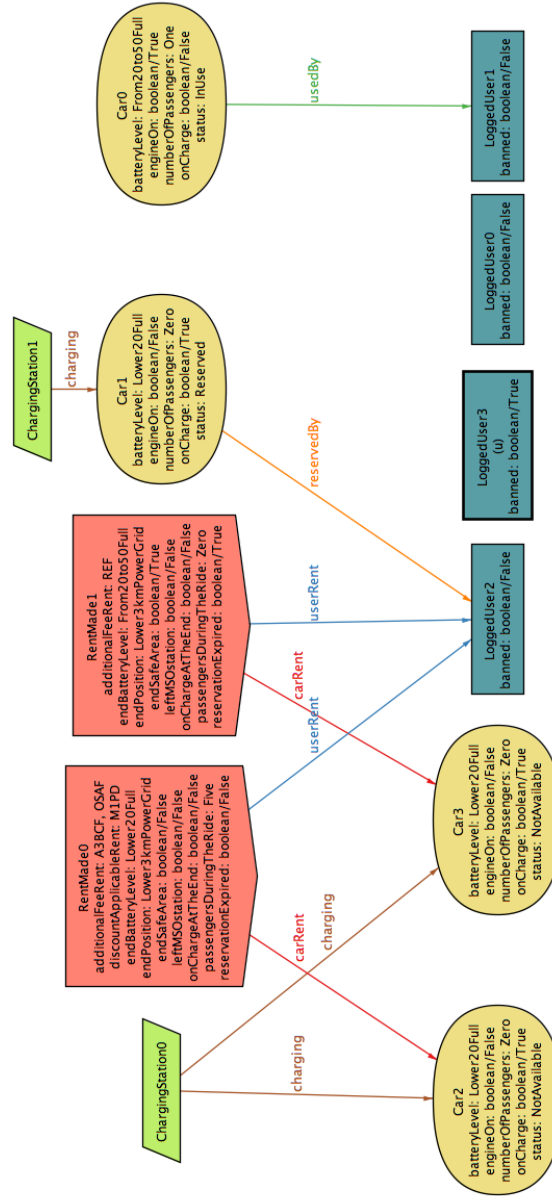 ChargingStation1
charging
Car0
batteryLevel: From20to50Full
engineOn: boolean/True
numberOfPassengers: One
onCharge: boolean/False
status: InUse
Car1
batteryLevel: Lower20Full
engineOn: boolean/False
numberOfPassengers: Zero
onCharge: boolean/True
status: Reserved
RentMade1
additionalFeeRent: REF
endBatteryLevel: From20to50Full
endPosition: Lower3kmPowerGrid
endSafeArea: boolean/True
leftMSOstation: boolean/False
onChargeAtTheEnd: boolean/False
passengersDuringTheRide: Zero
reservationExpired: boolean/True
RentMade0
additionalFeeRent: A3BCF, OSAF
discountApplicableRent: M1PD
endBatteryLevel: Lower20Full
endPosition: Lower3kmPowerGrid
endSafeArea: boolean/False
leftMSOstation: boolean/False
onChargeAtTheEnd: boolean/False
passengersDuringTheRide: Five
reservationExpired: boolean/False
ChargingStation0
charging
carRent
charging
carRent
userRent
userRent
reservedBy
usedBy
Car2
batteryLevel: Lower20Full
engineOn: boolean/False
numberOfPassengers: Zero
onCharge: boolean/True
status: NotAvailable
Car3
batteryLevel: Lower20Full
engineOn: boolean/False
numberOfPassengers: Zero
onCharge: boolean/True
status: NotAvailable
LoggedUser2
banned: boolean/False
LoggedUser3
(u)
banned: boolean/True
LoggedUser0
banned: boolean/False
LoggedUser1
banned: boolean/False